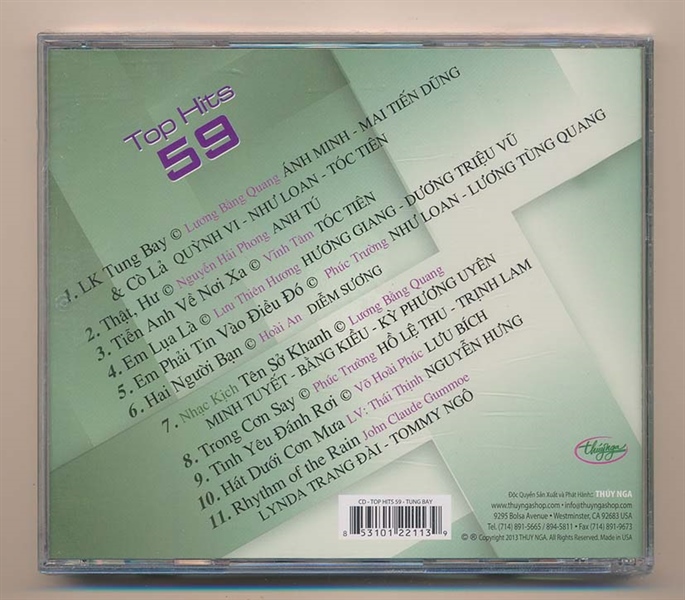 Top Hits
59
1. LK Tung Bay © Lương Bằng Quang ÁNH MINH - MAI TIẾN DŨNG
& Cò Lả QUỲNH VI - NHƯ LOAN - TÓC TIÊN
2. Thật, Hư © Nguyễn Hải Phong ANH TÚ
3. Tiễn Anh Về Nơi Xa © Vĩnh Tâm TÓC TIÊN
4. Em Lụa Là © Lưu Thiên Hương HƯƠNG GIANG - DƯƠNG TRIỆU VŨ
5. Em Phải Tin Vào Điều Đó © Phúc Trường NHƯ LOAN - LƯƠNG TÙNG QUANG
6. Hai Người Bạn © Hoài An DIỄM SƯƠNG
7. Nhạc Kịch Tên Sở Khanh © Lương Bằng Quang
MINH TUYẾT - BẰNG KIỀU - KỲ PHƯƠNG UYÊN
8. Trong Cơn Say © Phúc Trường HỒ LỆ THU - TRỊNH LAM
9. Tình Yêu Đánh Rơi © Võ Hoài Phúc LƯU BÍCH
10. Hát Dưới Cơn Mưa LV: Thái Thịnh NGUYỄN HƯNG
11. Rhythm of the Rain John Claude Gummoe
LYNDA TRANG ĐÀI - TOMMY NGÔ
thúynga
CD - TOP HITS 59 - TUNG BAY
8 53101 22113 9
Độc Quyền Sản Xuất và Phát Hành: THÚY NGA
www.thuyngashop.com • info@thuyngashop.com
9295 Bolsa Avenue • Westminster, CA 92683 USA
Tel. (714) 891-5665 / 894-5811 • Fax (714) 891-9673
℗ © Copyright 2013 THUY NGA. All Rights Reserved. Made in USA